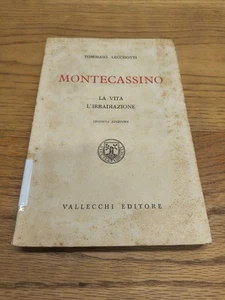 TOMMASO LECCISOTTI
MONTECASSINO
LA VITA
L'IRRADIAZIONE
VALLECCHI EDITORE